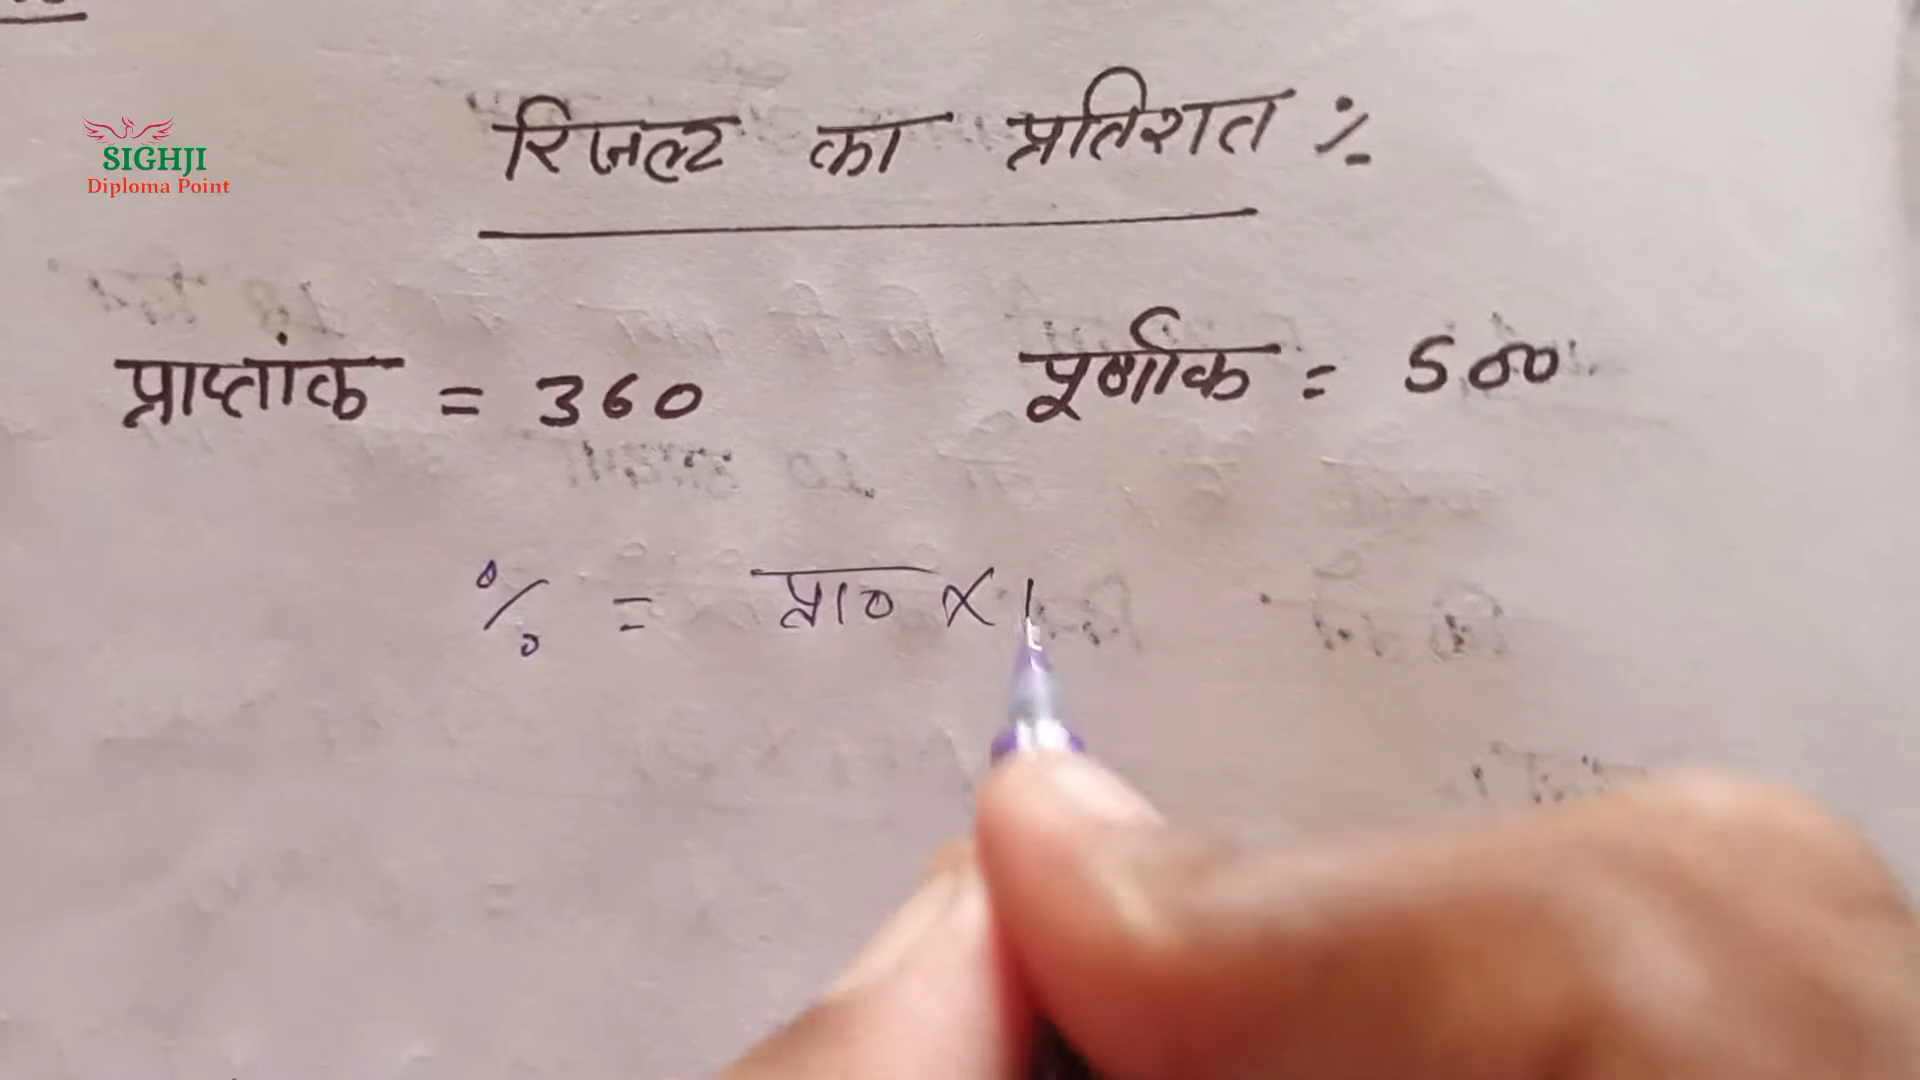 SIGHJI
Diploma Point
रिजल्ट का प्रतिशत %
प्राप्तांक = 360 पूर्णांक = 500
% = प्रा० × 1